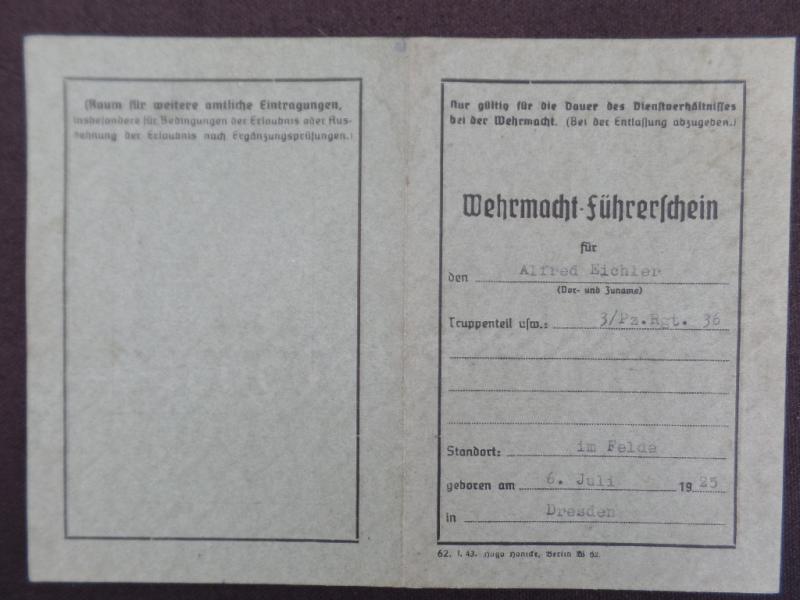 (Raum für weitere amtliche Eintragungen,
insbesondere für Bedingungen der Erlaubnis oder Aus-
dehnung der Erlaubnis nach Ergänzungsprüfungen.)
Nur gültig für die Dauer des Dienstverhältnisses
bei der Wehrmacht. (Bei der Entlassung abzugeben.)
Wehrmacht-Führerschein
für
den Alfred Eichler
(Vor- und Zuname)
Truppenteil usw.: 3/Pz.Rgt. 36
Standort: im Felde
geboren am 6. Juli 1925
in Dresden
62. 1. 43. Hugo Hanicke, Berlin W 62.